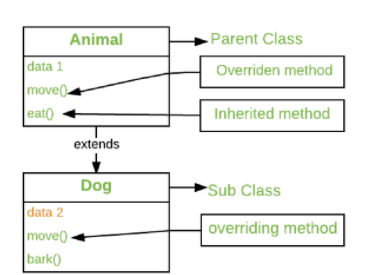 Animal
Parent Class
data 1
Overriden method
move()
eat()
Inherited method
extends
Dog
Sub Class
data 2
move()
overriding method
bark()